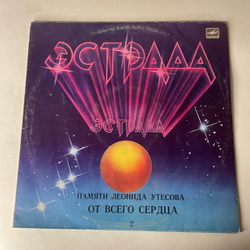 ЭСТРАДА
ЭСТРАДА
ПАМЯТИ ЛЕОНИДА УТЕСОВА
ОТ ВСЕГО СЕРДЦА
2